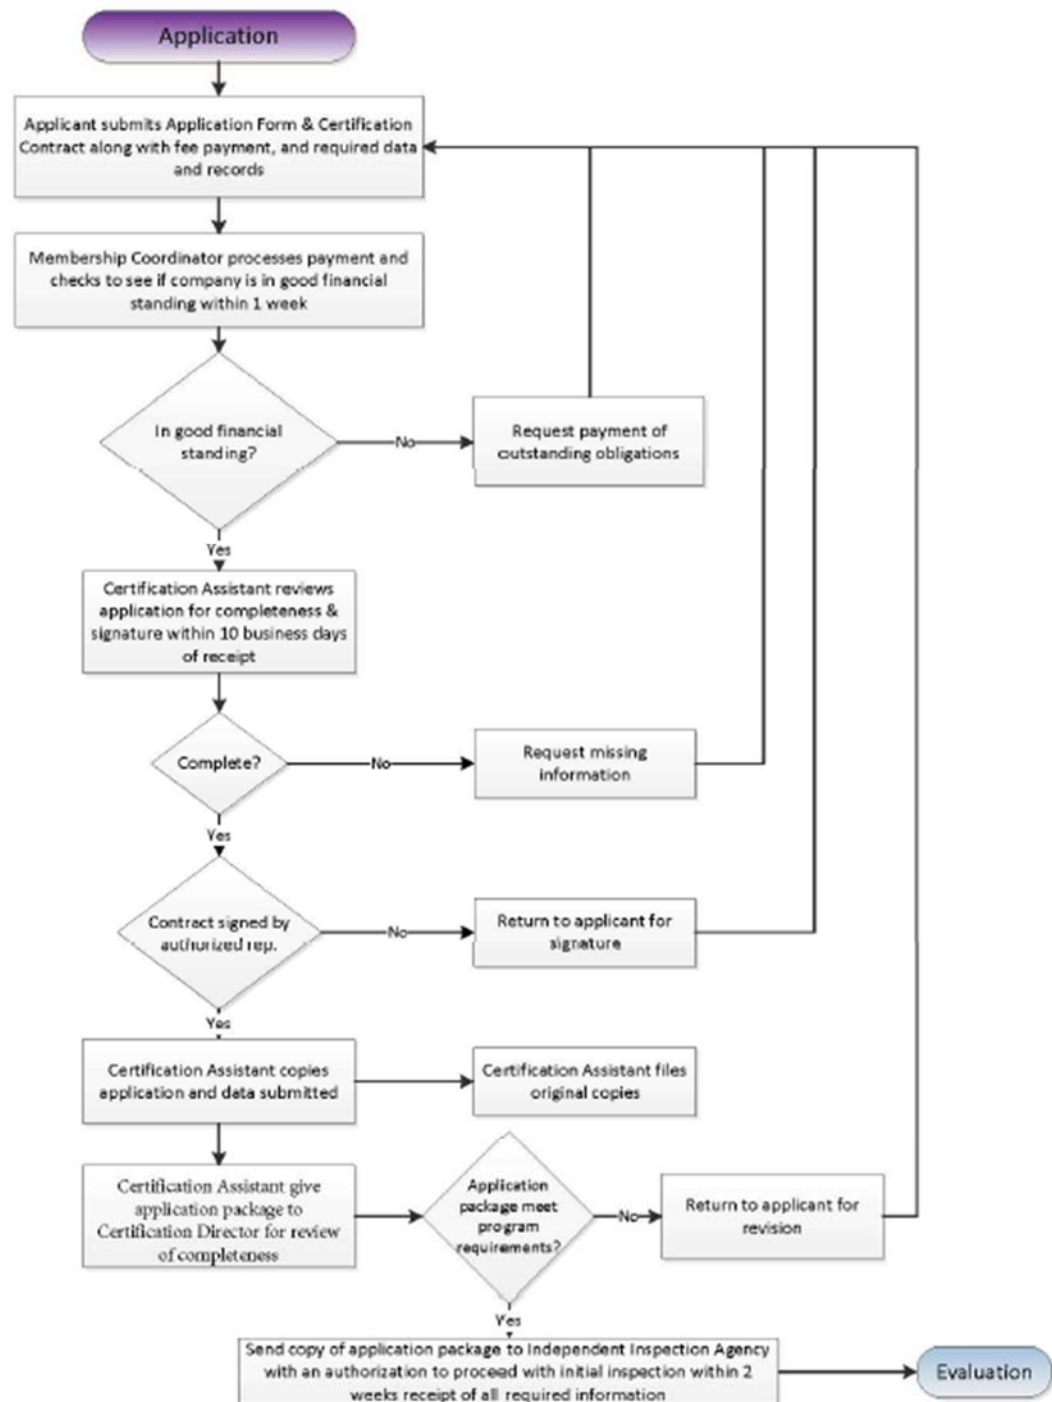 Application
Applicant submits Application Form & Certification
Contract along with fee payment, and required data
and records
Membership Coordinator processes payment and
checks to see if company is in good financial
standing within 1 week
In good financial
standing?
No
Request payment of
outstanding obligations
Yes
Certification Assistant reviews
application for completeness &
signature within 10 business days
of receipt
Complete?
No
Request missing
information
Yes
Contract signed by
authorized rep.
No
Return to applicant for
signature
Yes
Certification Assistant copies
application and data submitted
Certification Assistant files
original copies
Certification Assistant give
application package to
Certification Director for review
of completeness
Application
package meet
program
requirements?
No
Return to applicant for
revision
Yes
Send copy of application package to Independent Inspection Agency
with an authorization to proceed with initial inspection within 2
weeks receipt of all required information
Evaluation